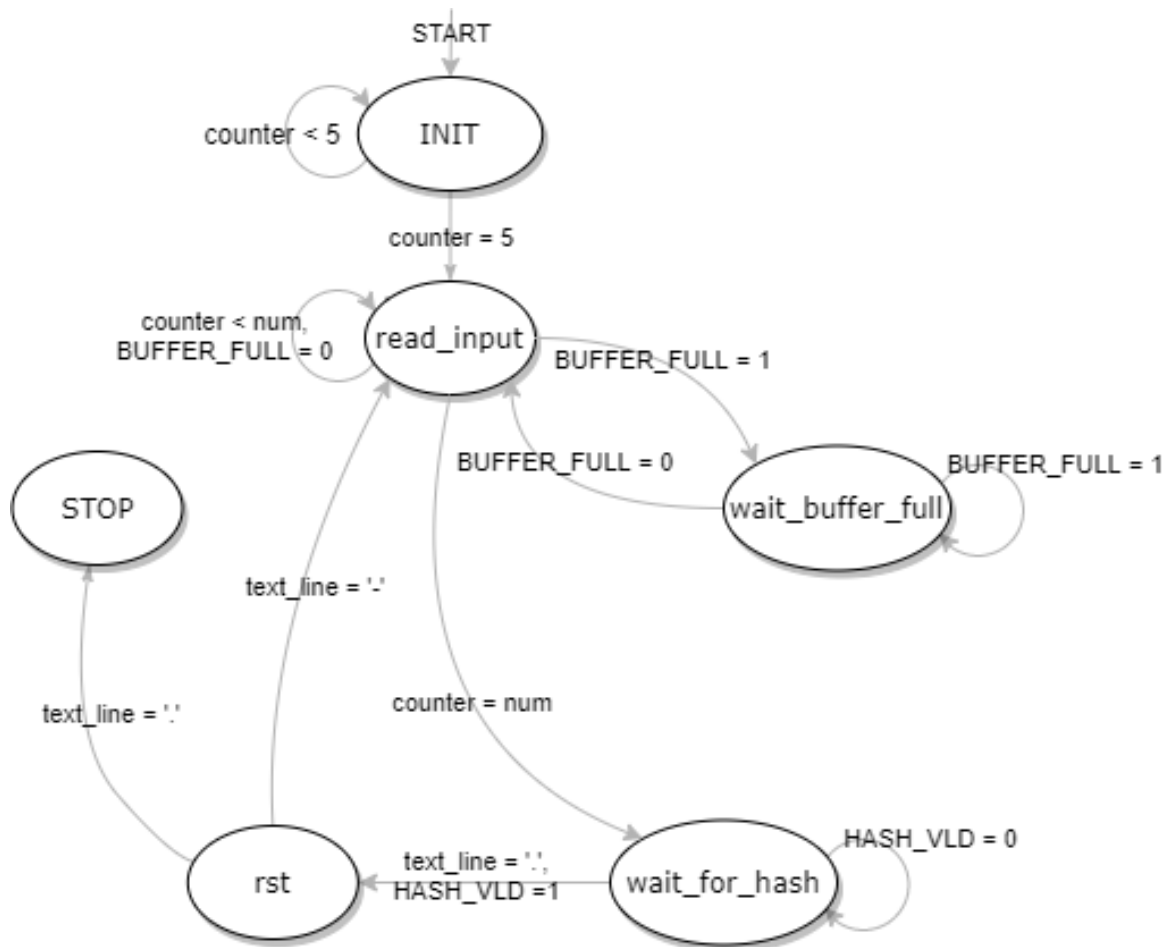 START
INIT
counter < 5
counter = 5
counter < num,
BUFFER_FULL = 0
read_input
BUFFER_FULL = 1
BUFFER_FULL = 0
BUFFER_FULL = 1
wait_buffer_full
STOP
text_line = '-'
counter = num
text_line = '.'
HASH_VLD = 0
text_line = '.',
HASH_VLD =1
rst
wait_for_hash